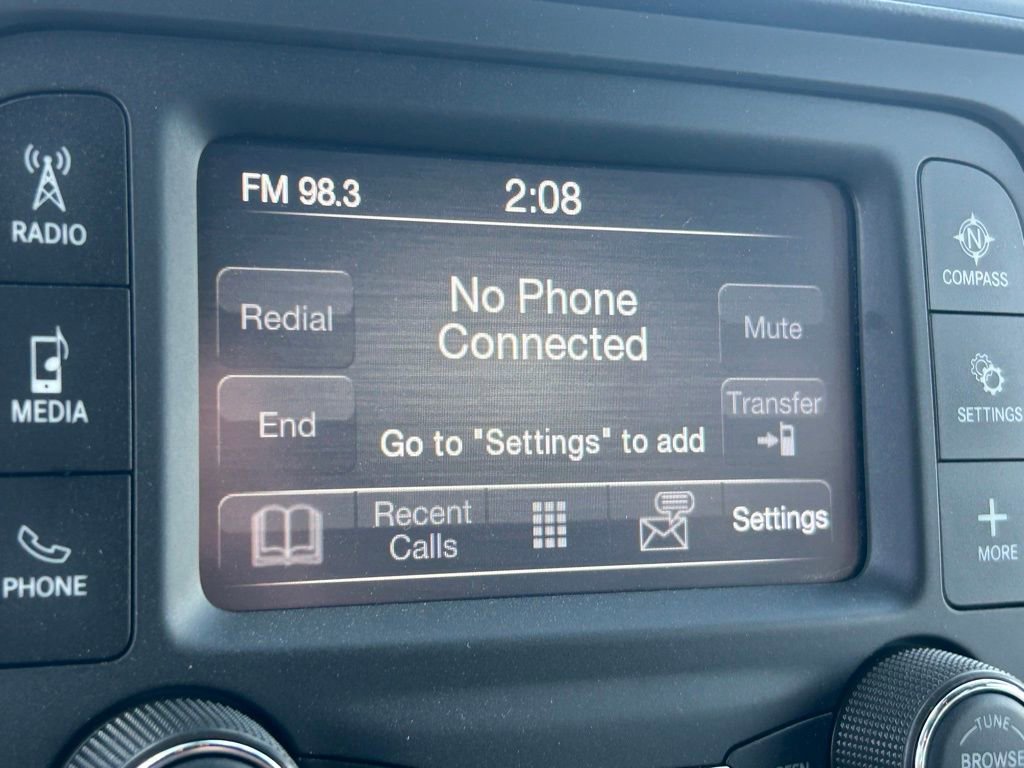 FM 98.3 2:08
RADIO
MEDIA
PHONE
Redial
End
No Phone
Connected
Go to "Settings" to add
Mute
Transfer
Recent
Calls
Settings
N
COMPASS
SETTINGS
MORE
TUNE
BROWSE